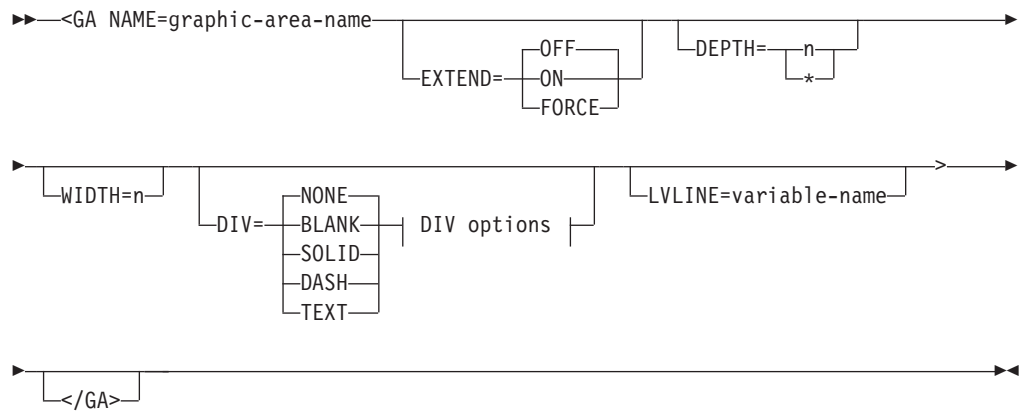 <GA NAME=graphic-area-name
OFF
EXTEND= ON
FORCE
DEPTH= n
*
WIDTH=n
NONE
DIV= BLANK DIV options
SOLID
DASH
TEXT
LVLINE=variable-name
>
</GA>